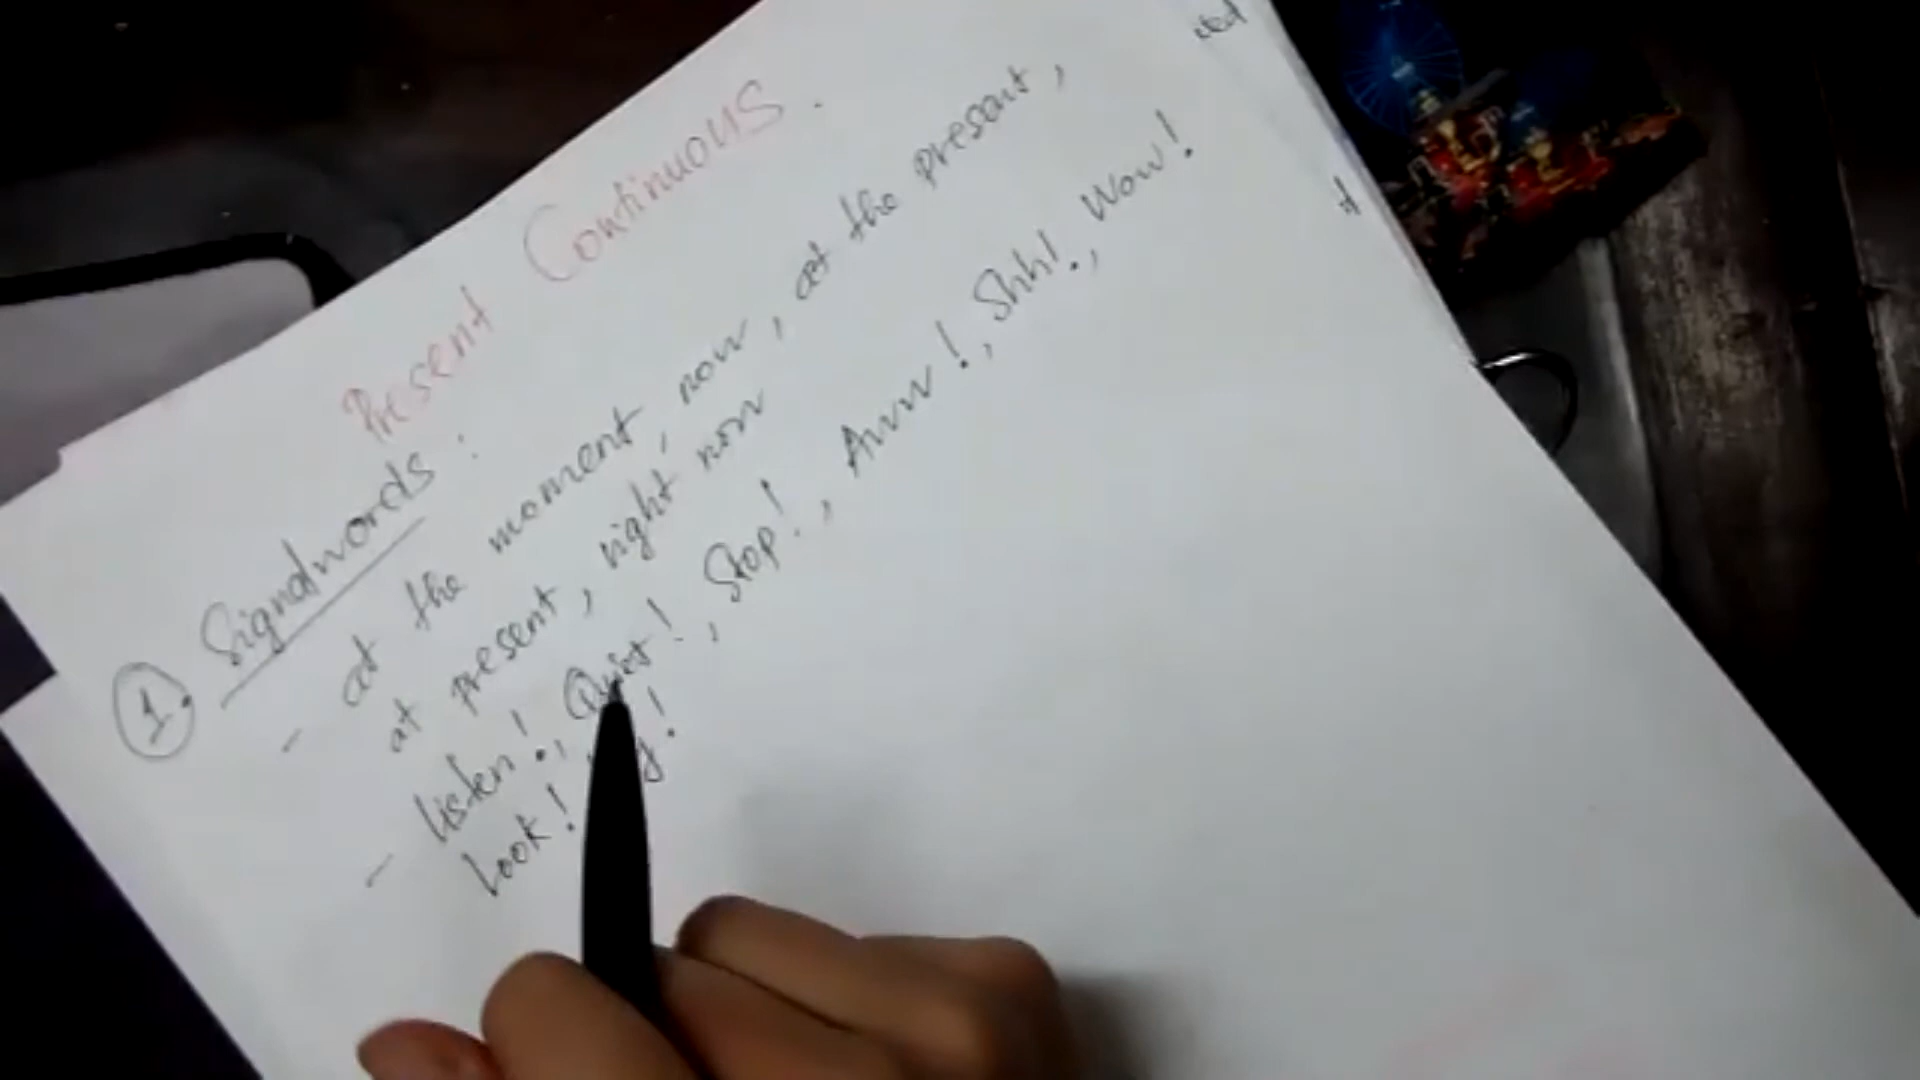 Present Continuous.
1. Signalwords:
- at the moment, now, at the present,
at present, right now
- listen!, Quiet!, Stop!, Aww!, Shh!, Wow!
Look!